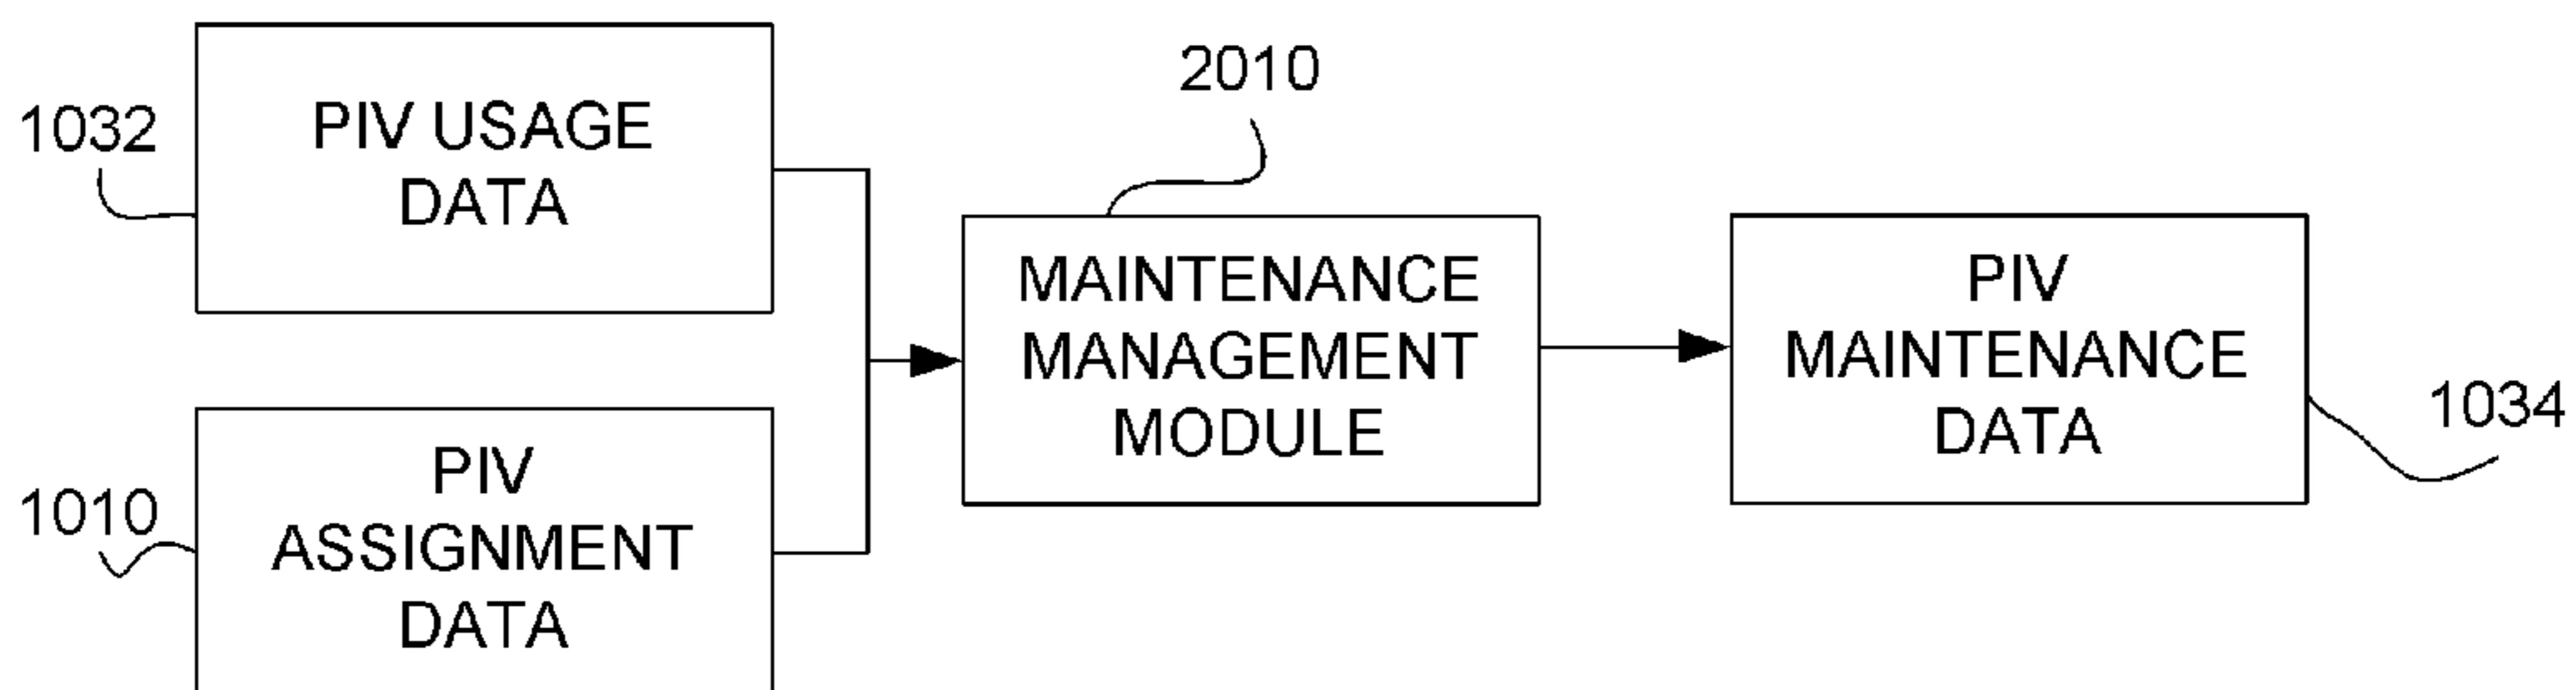 1032
PIV USAGE
DATA
1010
PIV
ASSIGNMENT
DATA
2010
MAINTENANCE
MANAGEMENT
MODULE
PIV
MAINTENANCE
DATA
1034